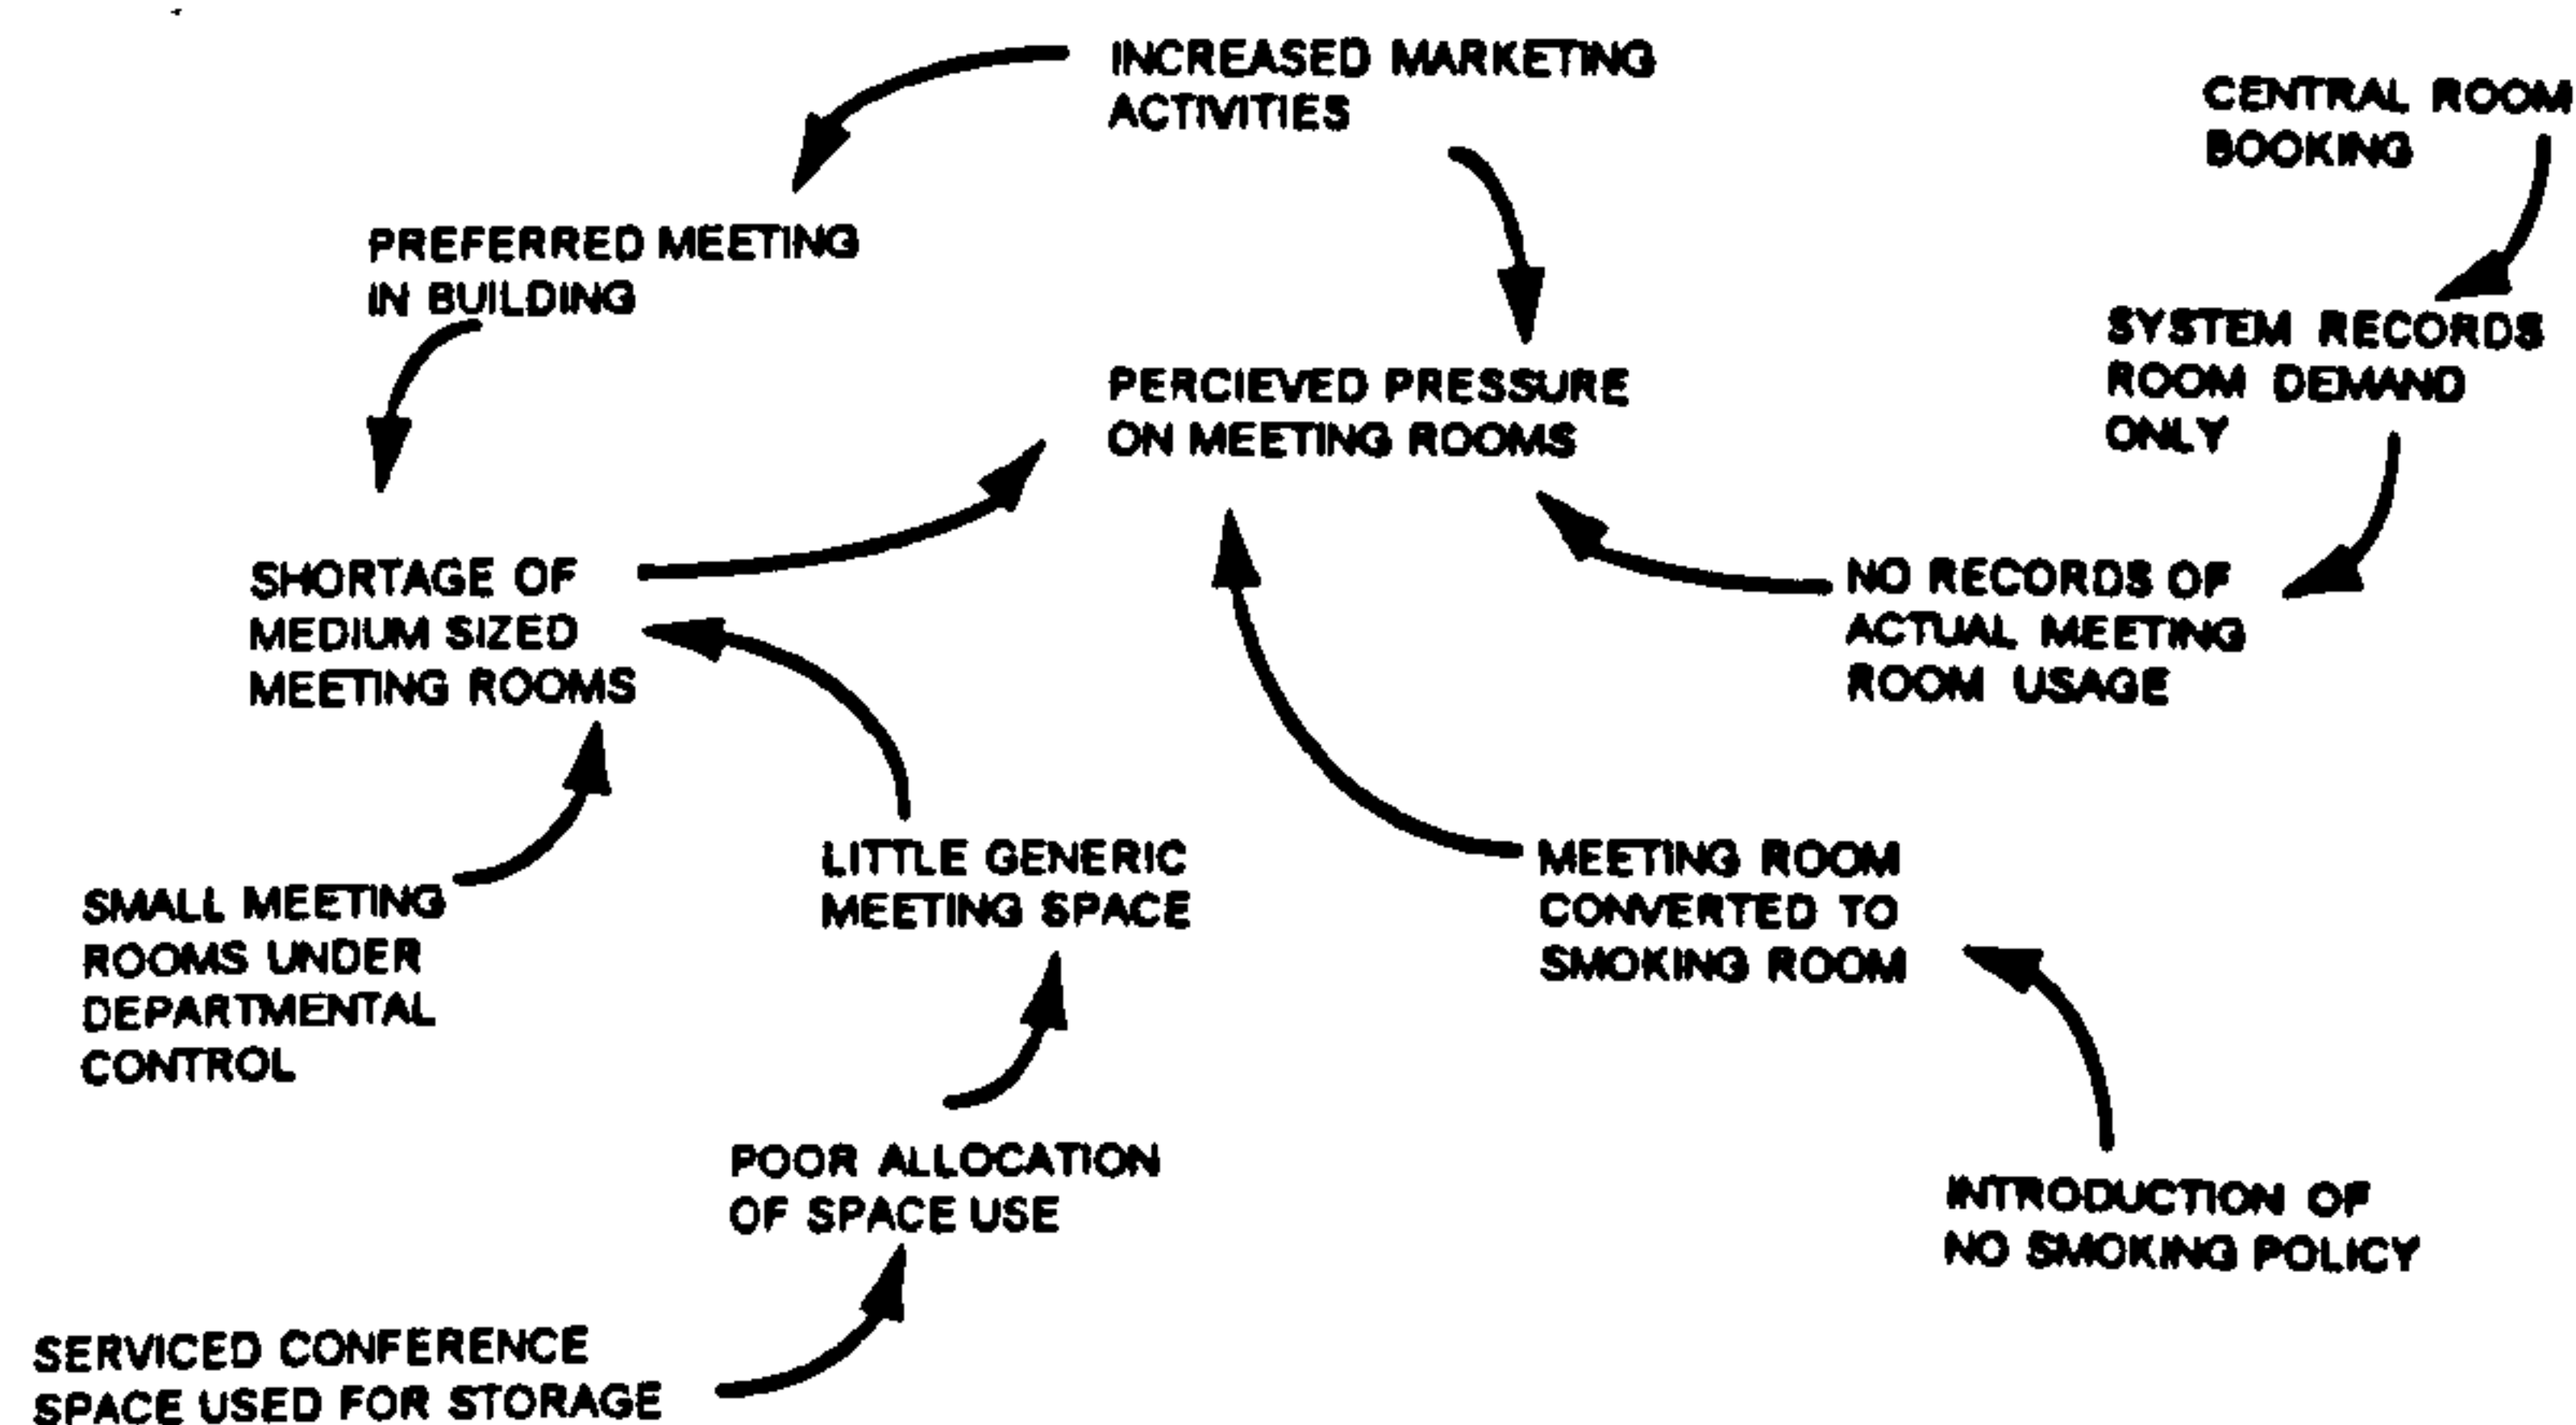 INCREASED MARKETING
ACTIVITIES
CENTRAL ROOM
BOOKING
PREFERRED MEETING
IN BUILDING
SYSTEM RECORDS
ROOM DEMAND
ONLY
PERCIEVED PRESSURE
ON MEETING ROOMS
SHORTAGE OF
MEDIUM SIZED
MEETING ROOMS
NO RECORDS OF
ACTUAL MEETING
ROOM USAGE
LITTLE GENERIC
MEETING SPACE
MEETING ROOM
CONVERTED TO
SMOKING ROOM
SMALL MEETING
ROOMS UNDER
DEPARTMENTAL
CONTROL
POOR ALLOCATION
OF SPACE USE
INTRODUCTION OF
NO SMOKING POLICY
SERVICED CONFERENCE
SPACE USED FOR STORAGE